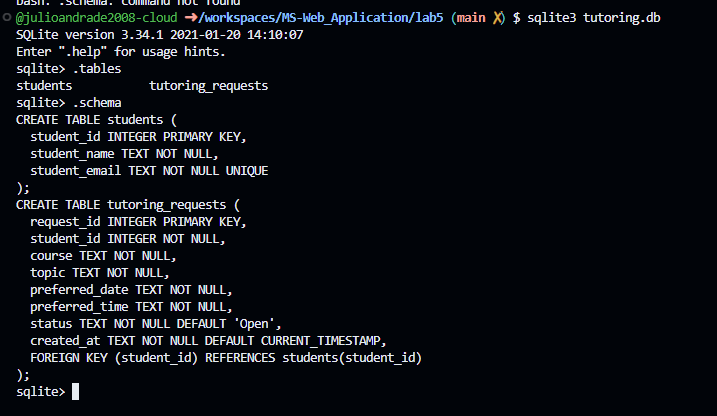 bash: .schema: command not found
@julioandrade2008-cloud ➜ /workspaces/MS-Web_Application/lab5 (main ✗) $ sqlite3 tutoring.db
SQLite version 3.34.1 2021-01-20 14:10:07
Enter ".help" for usage hints.
sqlite> .tables
students           tutoring_requests
sqlite> .schema
CREATE TABLE students (
  student_id INTEGER PRIMARY KEY,
  student_name TEXT NOT NULL,
  student_email TEXT NOT NULL UNIQUE
);
CREATE TABLE tutoring_requests (
  request_id INTEGER PRIMARY KEY,
  student_id INTEGER NOT NULL,
  course TEXT NOT NULL,
  topic TEXT NOT NULL,
  preferred_date TEXT NOT NULL,
  preferred_time TEXT NOT NULL,
  status TEXT NOT NULL DEFAULT 'Open',
  created_at TEXT NOT NULL DEFAULT CURRENT_TIMESTAMP,
  FOREIGN KEY (student_id) REFERENCES students(student_id)
);
sqlite>